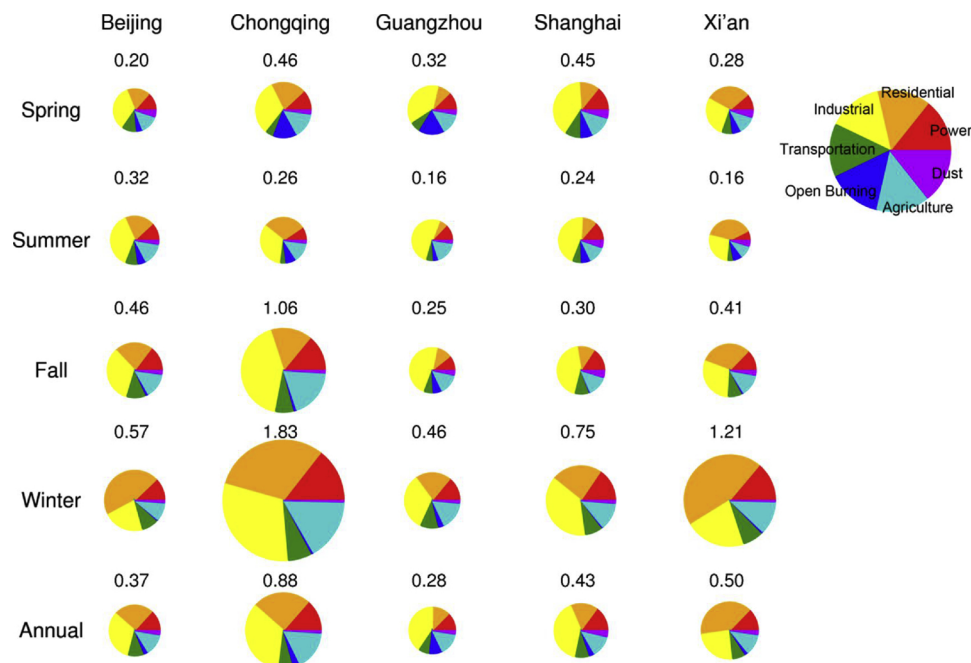 Beijing Chongqing Guangzhou Shanghai Xi'an
0.20 0.46 0.32 0.45 0.28
Spring
Residential
Industrial
Power
Transportation
Dust
Open Burning
Agriculture
0.32 0.26 0.16 0.24 0.16
Summer
0.46 1.06 0.25 0.30 0.41
Fall
0.57 1.83 0.46 0.75 1.21
Winter
0.37 0.88 0.28 0.43 0.50
Annual